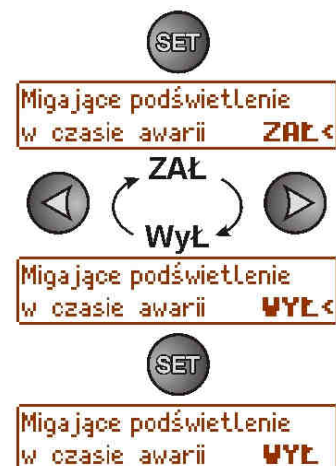 SET
Migające podświetlenie
w czasie awarii ZAŁ<
ZAŁ
WyŁ
Migające podświetlenie
w czasie awarii WYŁ<
SET
Migające podświetlenie
w czasie awarii WYŁ